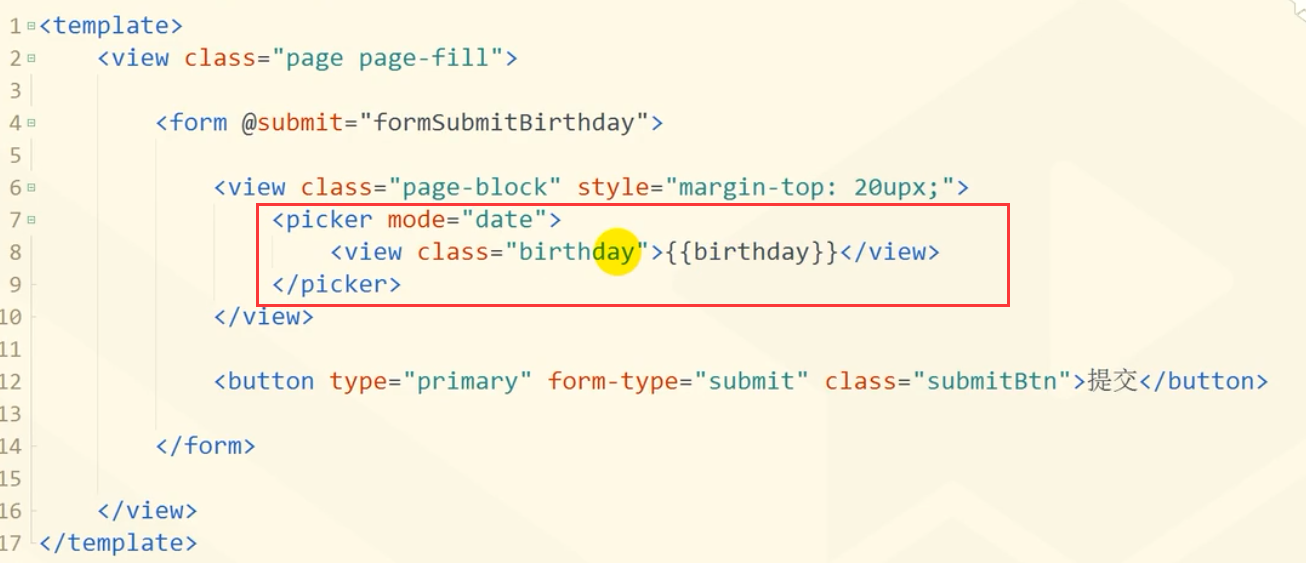 1 <template>
2 <view class="page page-fill">
3
4 <form @submit="formSubmitBirthday">
5
6 <view class="page-block" style="margin-top: 20upx;">
7 <picker mode="date">
8 <view class="birthday">{{birthday}}</view>
9 </picker>
10 </view>
11
12 <button type="primary" form-type="submit" class="submitBtn">提交</button>
13
14 </form>
15
16 </view>
17 </template>